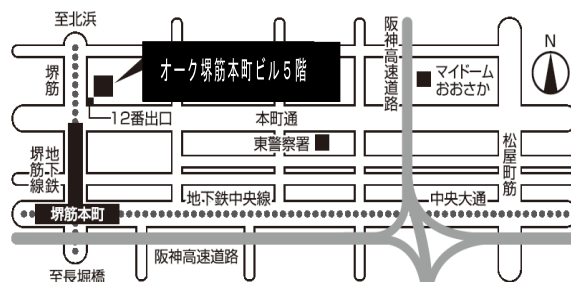 至北浜
堺筋
オーク堺筋本町ビル５階
12番出口
阪神高速道路
マイドーム
おおさか
N
本町通
東警察署
松屋町筋
地下鉄
堺筋線
地下鉄中央線
中央大通
堺筋本町
阪神高速道路
至長堀橋